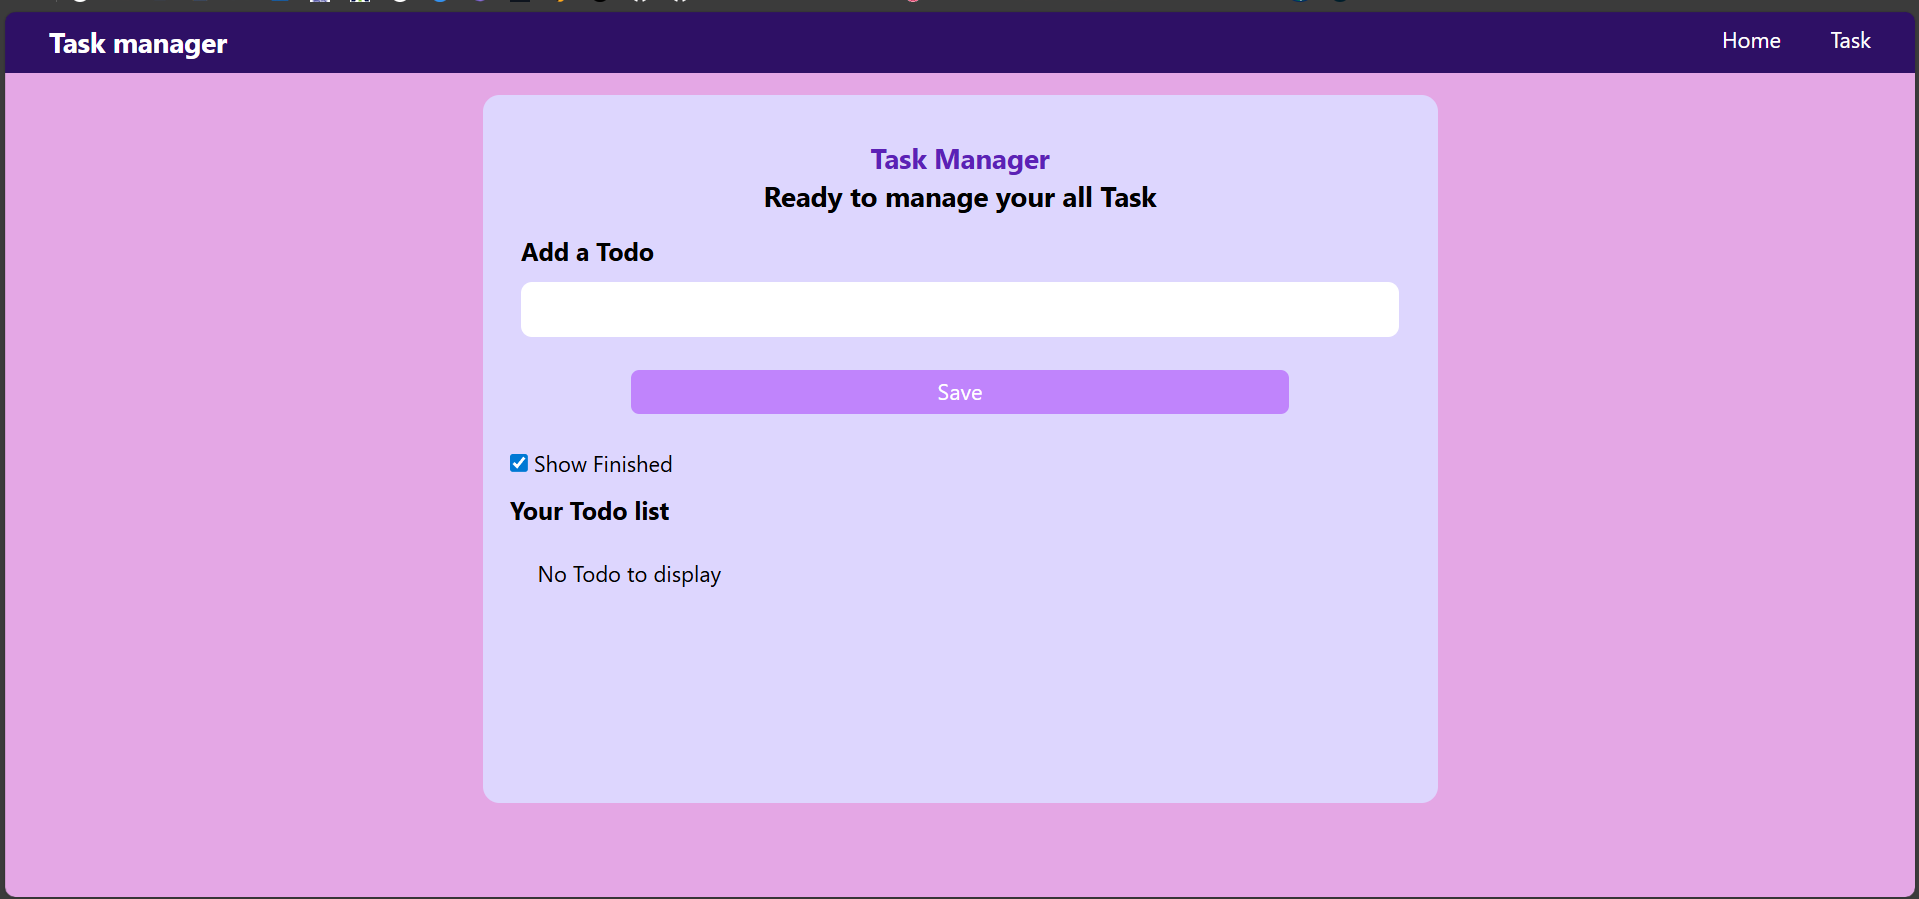 Task manager
Home
Task
Task Manager
Ready to manage your all Task
Add a Todo
Save
Show Finished
Your Todo list
No Todo to display